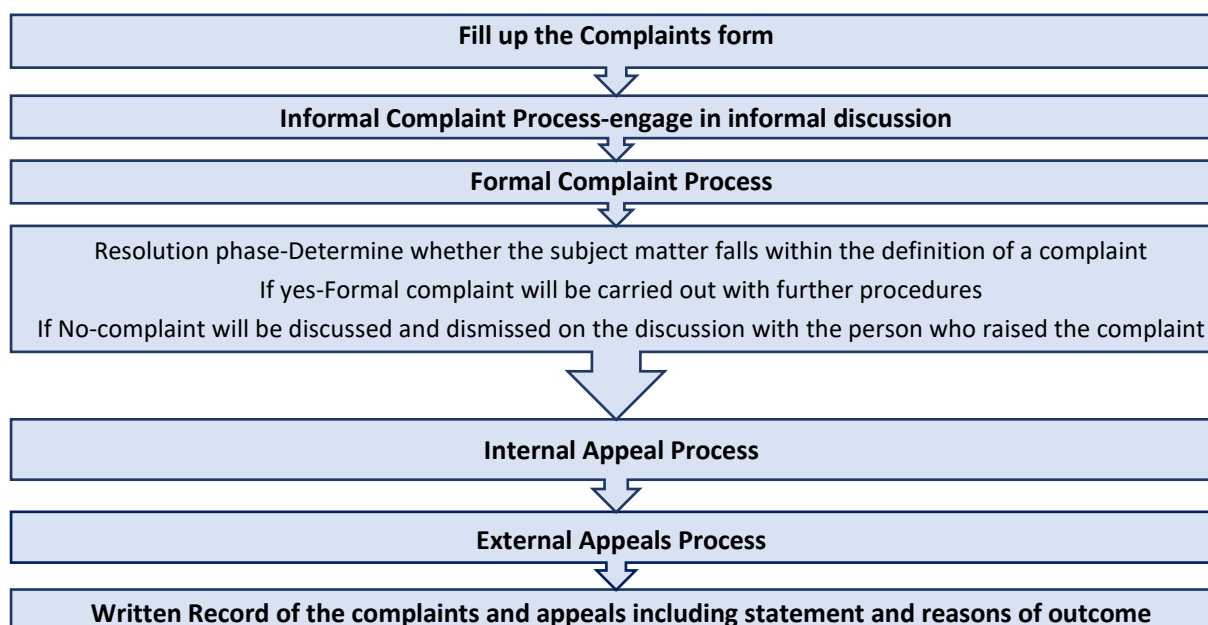 Fill up the Complaints form
Informal Complaint Process-engage in informal discussion
Formal Complaint Process
Resolution phase-Determine whether the subject matter falls within the definition of a complaint
If yes-Formal complaint will be carried out with further procedures
If No-complaint will be discussed and dismissed on the discussion with the person who raised the complaint
Internal Appeal Process
External Appeals Process
Written Record of the complaints and appeals including statement and reasons of outcome